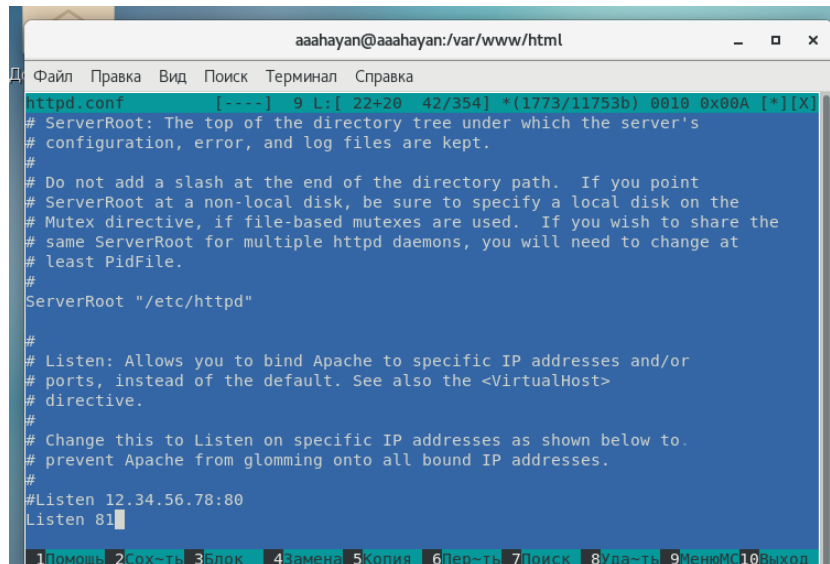 aaahayan@aaahayan:/var/www/html
Файл Правка Вид Поиск Терминал Справка
httpd.conf [----] 9 L:[ 22+20 42/354] *(1773/11753b) 0010 0x00A [*][X]
# ServerRoot: The top of the directory tree under which the server's
# configuration, error, and log files are kept.
#
# Do not add a slash at the end of the directory path. If you point
# ServerRoot at a non-local disk, be sure to specify a local disk on the
# Mutex directive, if file-based mutexes are used. If you wish to share the
# same ServerRoot for multiple httpd daemons, you will need to change at
# least PidFile.
#
ServerRoot "/etc/httpd"
#
# Listen: Allows you to bind Apache to specific IP addresses and/or
# ports, instead of the default. See also the <VirtualHost>
# directive.
#
# Change this to Listen on specific IP addresses as shown below to.
# prevent Apache from glomming onto all bound IP addresses.
#
#Listen 12.34.56.78:80
Listen 81
1Помощь 2Сох~ть 3Блок 4Замена 5Копия 6Пер~ть 7Поиск 8Уда~ть 9МенюMC 10Выход